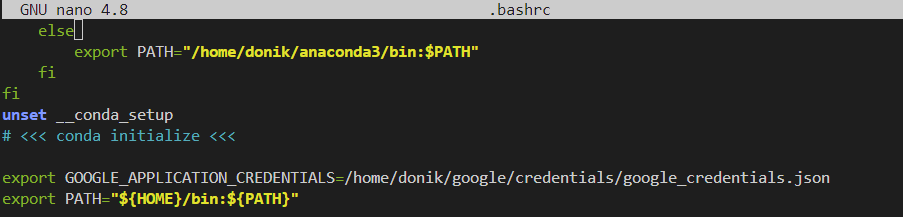 GNU nano 4.8 .bashrc
else
export PATH="/home/donik/anaconda3/bin:$PATH"
fi
fi
unset __conda_setup
# <<< conda initialize <<<
export GOOGLE_APPLICATION_CREDENTIALS=/home/donik/google/credentials/google_credentials.json
export PATH="${HOME}/bin:${PATH}"